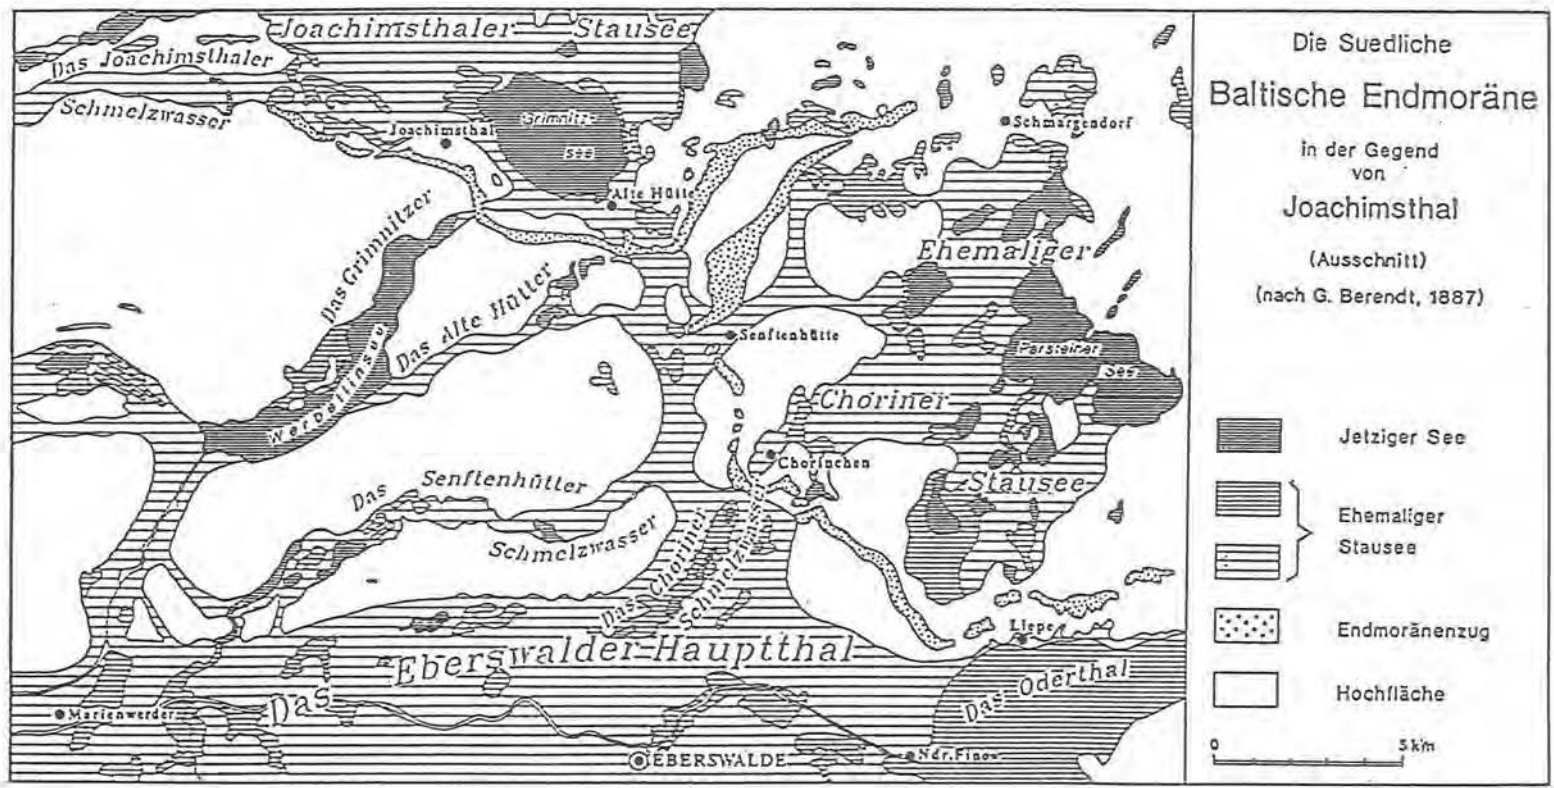 Joachimsthaler Stausee
Das Joachimsthaler
Schmelzwasser
Joachimsthal
Grimnitz-
see
Alte Hütte
Schmargendorf
Das Grimnitzer
Ehemaliger
Das Alte Hütter
Werbellinsee
Senftenhütte
Parsteiner
See
Choriner
Chorinchen
Stausee
Das Senftenhütter
Schmelzwasser
Das Choriner
Schmelzw.
Liepe
Das Eberswalder-Hauptthal
Das Oderthal
Marienwerder
EBERSWALDE
Ndr. Finow
Die Suedliche
Baltische Endmoräne
in der Gegend
von
Joachimsthal
(Ausschnitt)
(nach G. Berendt, 1887)
Jetziger See
Ehemaliger
Stausee
Endmoränenzug
Hochfläche
0 5 km